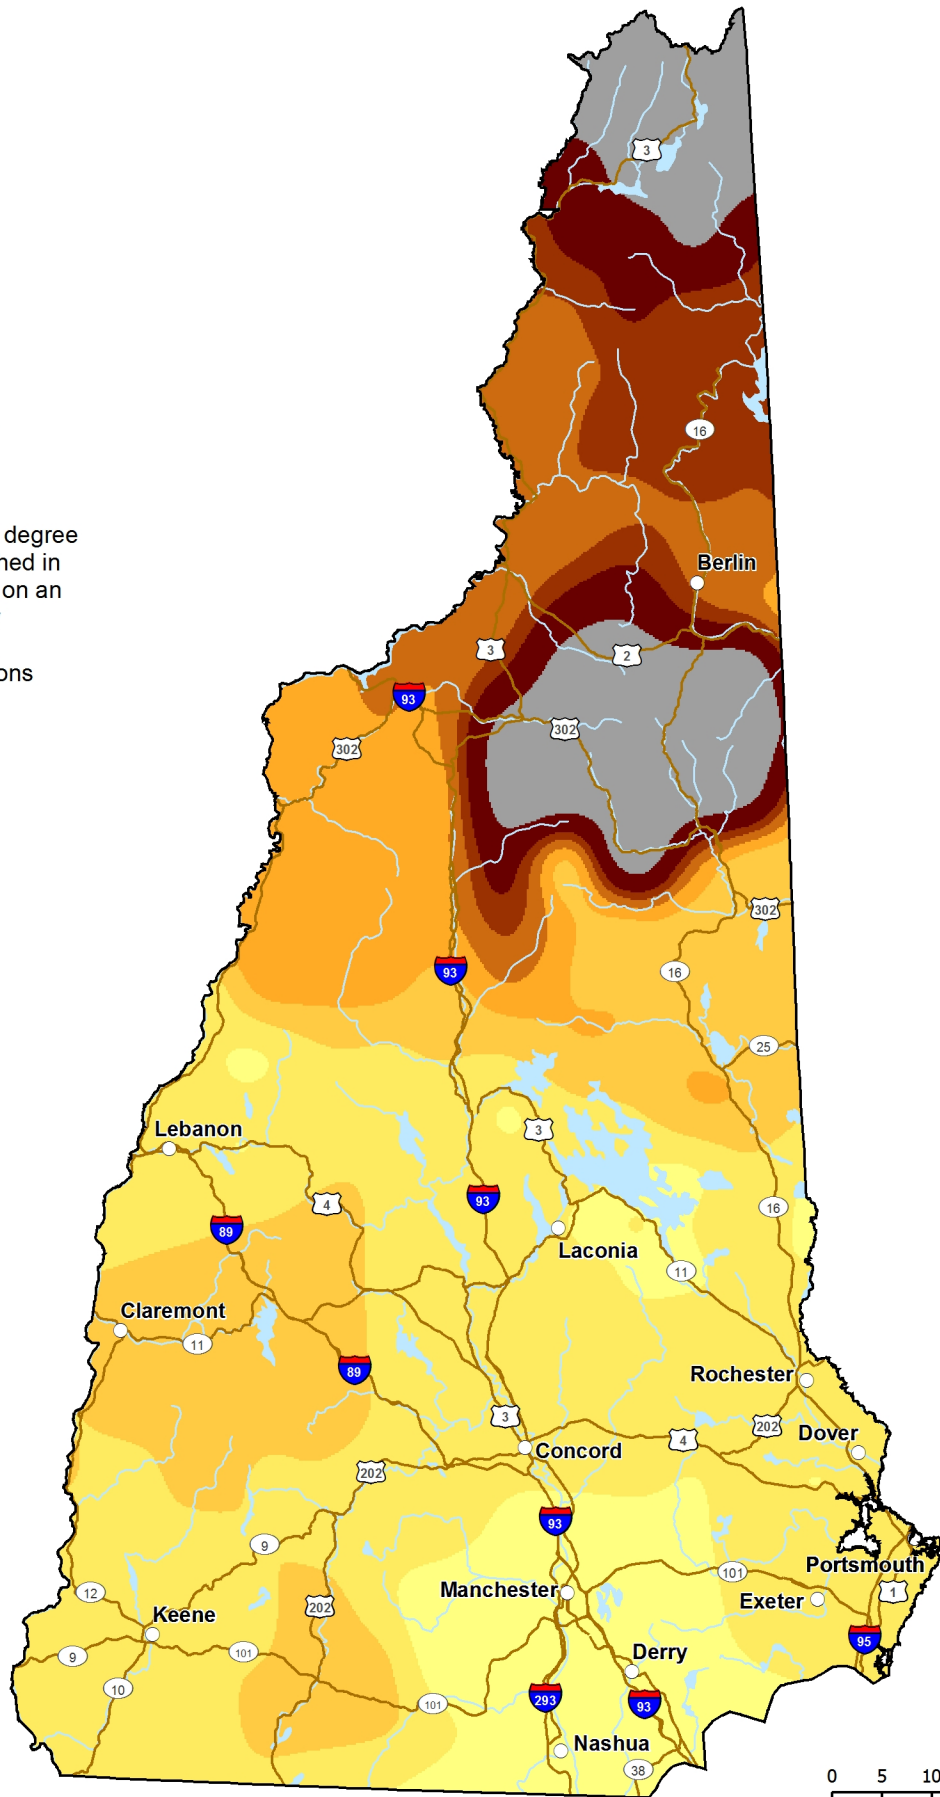 3
16
degree
ned in
on an
ons
Berlin
3
2
93
302
302
302
93
16
25
Lebanon
3
4
93
16
89
Laconia
11
Claremont
11
89
Rochester
3
202
4
Dover
Concord
202
93
9
Portsmouth
101
12
Manchester
1
202
Exeter
Keene
95
101
9
Derry
10
293
93
101
Nashua
38
0 5 10